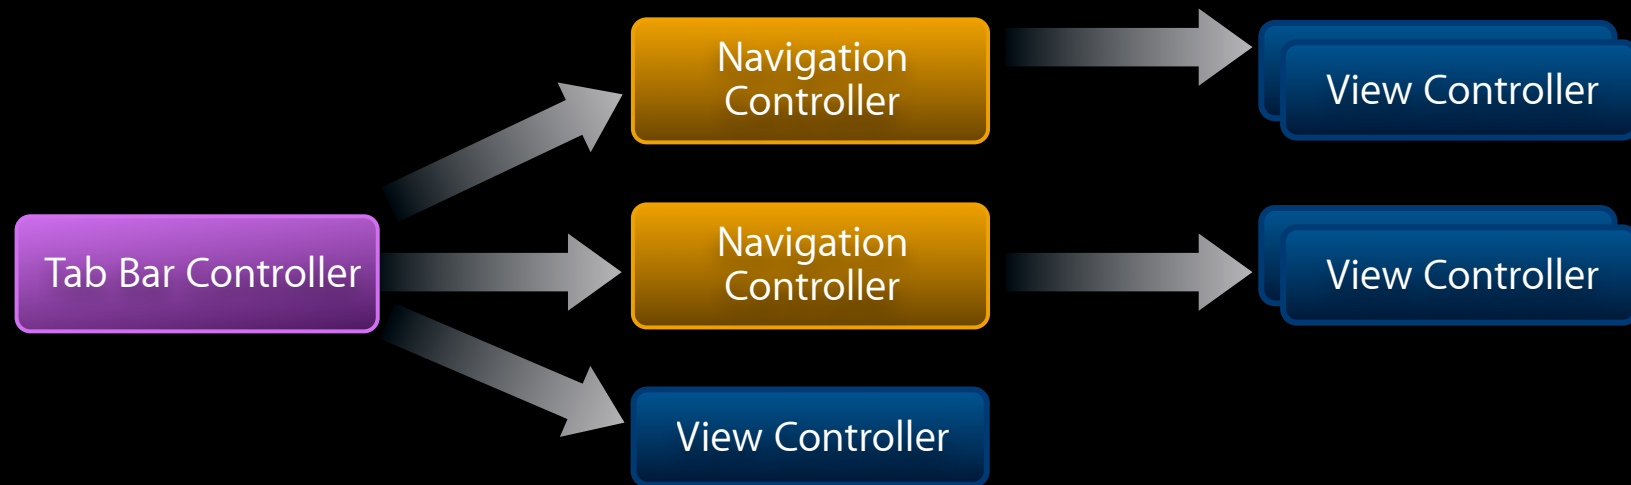 Navigation
Controller
View Controller
Tab Bar Controller
Navigation
Controller
View Controller
View Controller